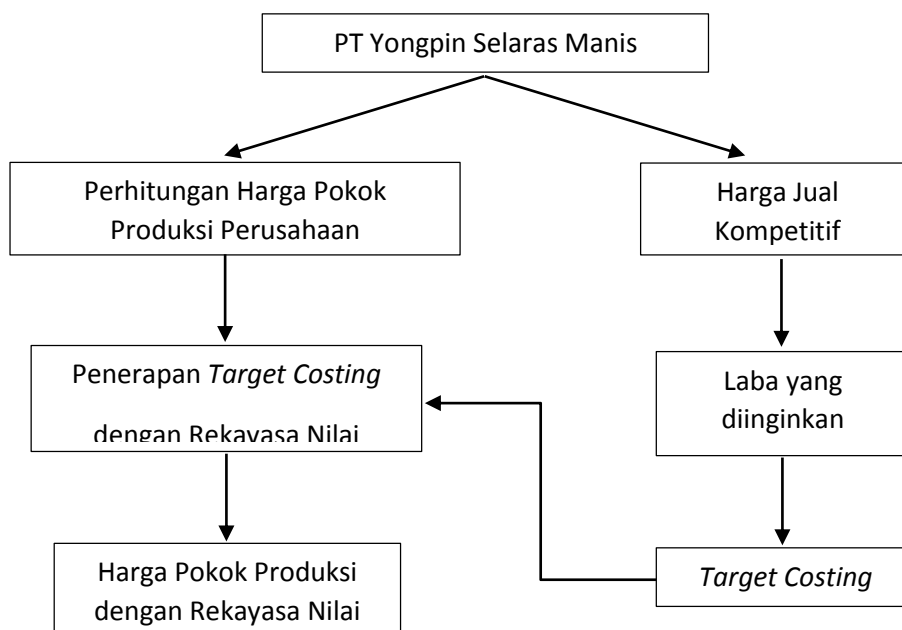 PT Yongpin Selaras Manis
Perhitungan Harga Pokok
Produksi Perusahaan
Harga Jual
Kompetitif
Penerapan Target Costing
dengan Rekayasa Nilai
Laba yang
diinginkan
Harga Pokok Produksi
dengan Rekayasa Nilai
Target Costing